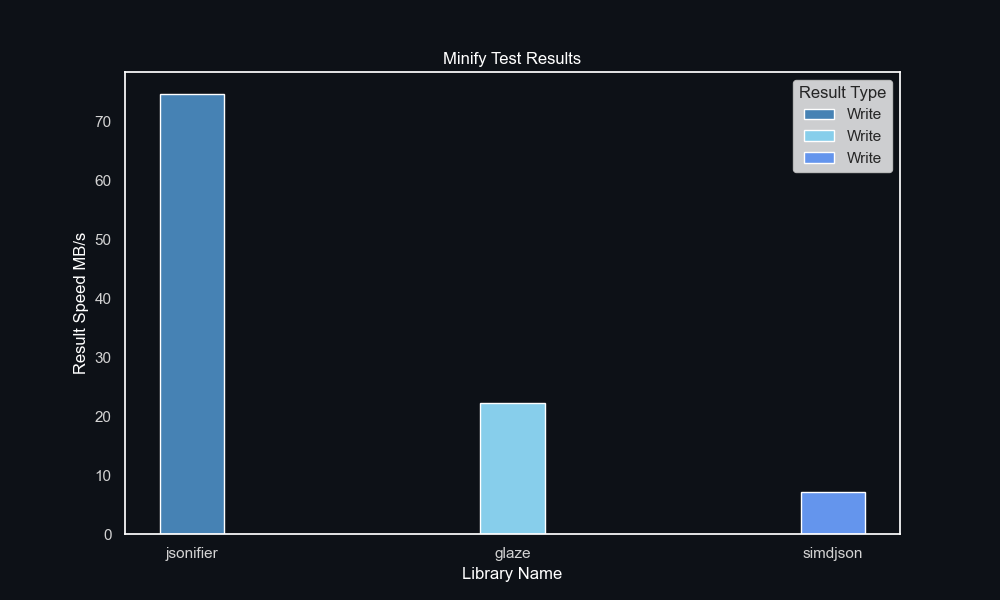 Minify Test Results
Result Type
Write
Write
Write
Result Speed MB/s
70
60
50
40
30
20
10
0
jsonifier
glaze
simdjson
Library Name